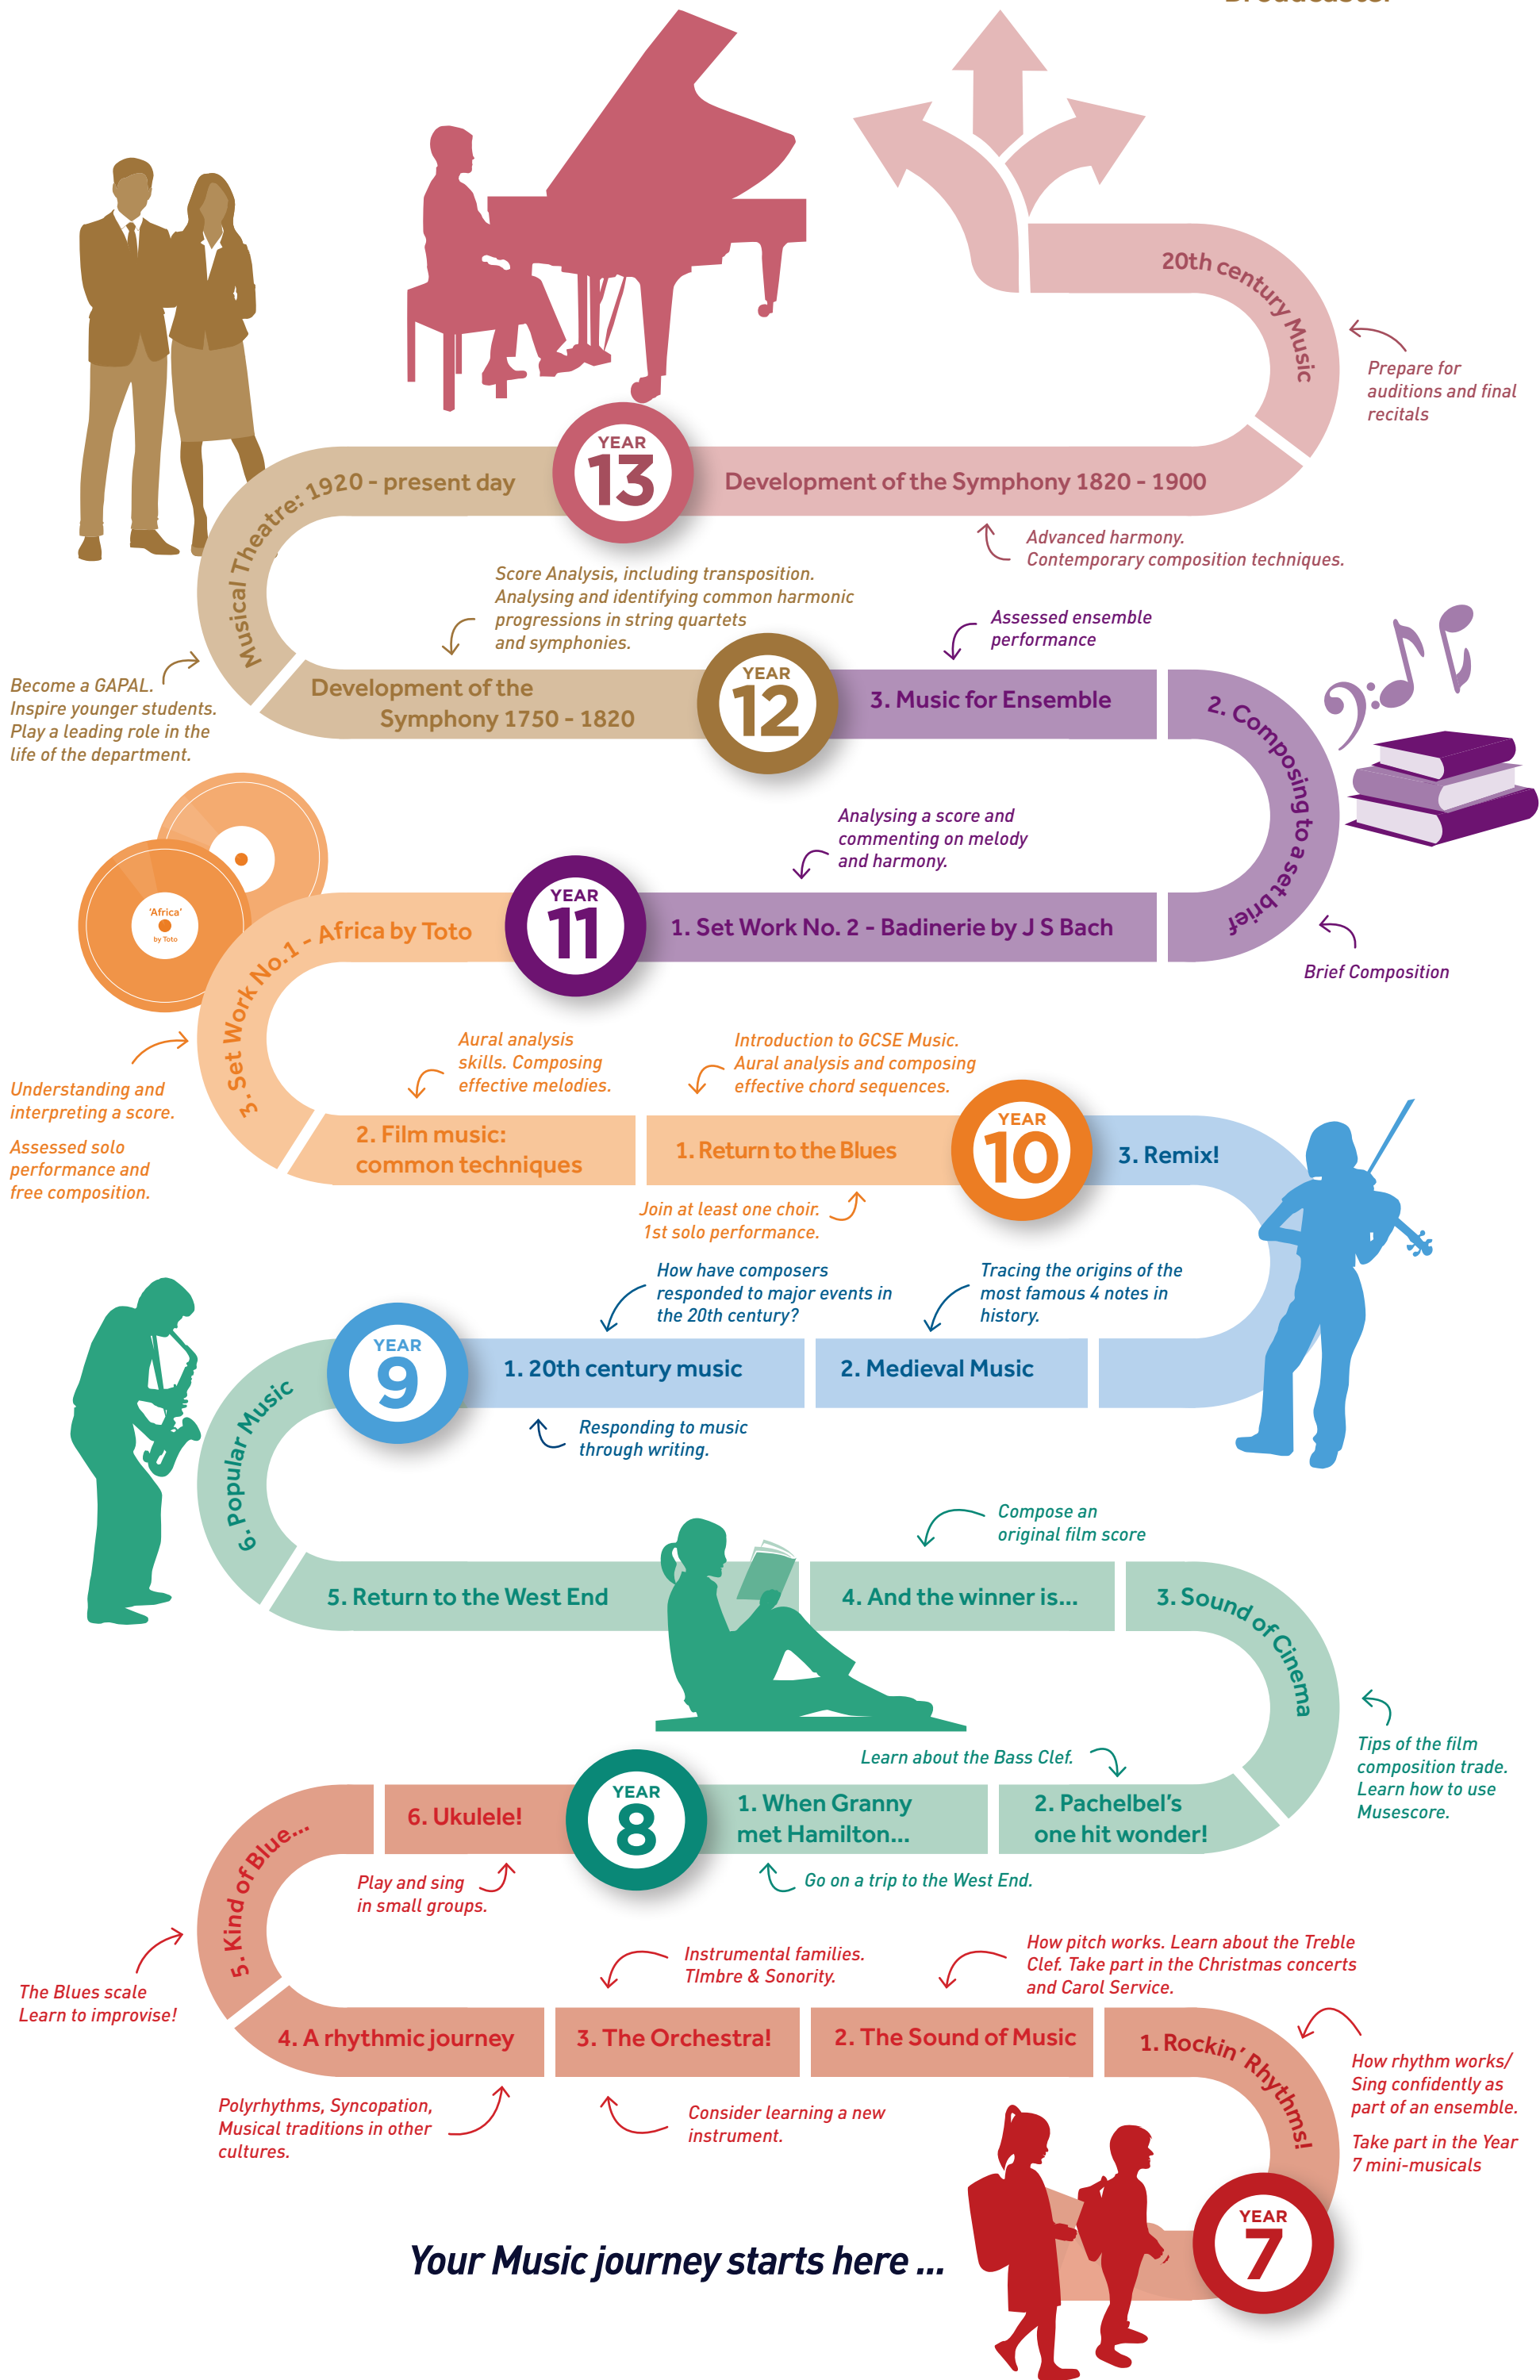 20th century Music
Prepare for
auditions and final
recitals
YEAR
13
Development of the Symphony 1820 - 1900
Advanced harmony.
Contemporary composition techniques.
Musical Theatre: 1920 - present day
Become a GAPAL.
Inspire younger students.
Play a leading role in the
life of the department.
Score Analysis, including transposition.
Analysing and identifying common harmonic
progressions in string quartets
and symphonies.
Development of the
Symphony 1750 - 1820
YEAR
12
Assessed ensemble
performance
3. Music for Ensemble
2. Composing to a set brief
Brief Composition
Analysing a score and
commenting on melody
and harmony.
1. Set Work No. 2 - Badinerie by J S Bach
YEAR
11
'Africa'
by Toto
3. Set Work No.1 - Africa by Toto
Understanding and
interpreting a score.
Assessed solo
performance and
free composition.
Aural analysis
skills. Composing
effective melodies.
2. Film music:
common techniques
Introduction to GCSE Music.
Aural analysis and composing
effective chord sequences.
1. Return to the Blues
Join at least one choir.
1st solo performance.
YEAR
10
3. Remix!
How have composers
responded to major events in
the 20th century?
Tracing the origins of the
most famous 4 notes in
history.
YEAR
9
1. 20th century music
2. Medieval Music
Responding to music
through writing.
6. Popular Music
Compose an
original film score
5. Return to the West End
4. And the winner is...
3. Sound of Cinema
Tips of the film
composition trade.
Learn how to use
Musescore.
Learn about the Bass Clef.
YEAR
8
1. When Granny
met Hamilton...
2. Pachelbel's
one hit wonder!
Go on a trip to the West End.
6. Ukulele!
Play and sing
in small groups.
5. Kind of Blue...
The Blues scale
Learn to improvise!
Instrumental families.
TImbre & Sonority.
How pitch works. Learn about the Treble
Clef. Take part in the Christmas concerts
and Carol Service.
4. A rhythmic journey
3. The Orchestra!
2. The Sound of Music
1. Rockin' Rhythms!
Polyrhythms, Syncopation,
Musical traditions in other
cultures.
Consider learning a new
instrument.
How rhythm works/
Sing confidently as
part of an ensemble.
Take part in the Year
7 mini-musicals
YEAR
7
Your Music journey starts here ...